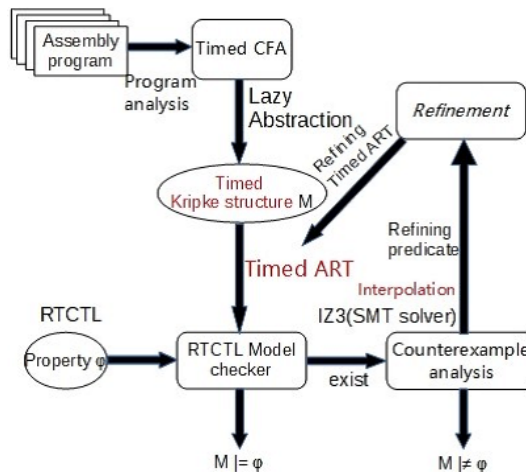 Assembly
program
Timed CFA
Program
analysis
Lazy
Abstraction
Refinement
Refining
Timed ART
Timed
Kripke structure M
Refining
predicate
Timed ART
Interpolation
IZ3(SMT solver)
RTCTL
Property φ
RTCTL Model
checker
exist
Counterexample
analysis
M |= φ
M |≠ φ